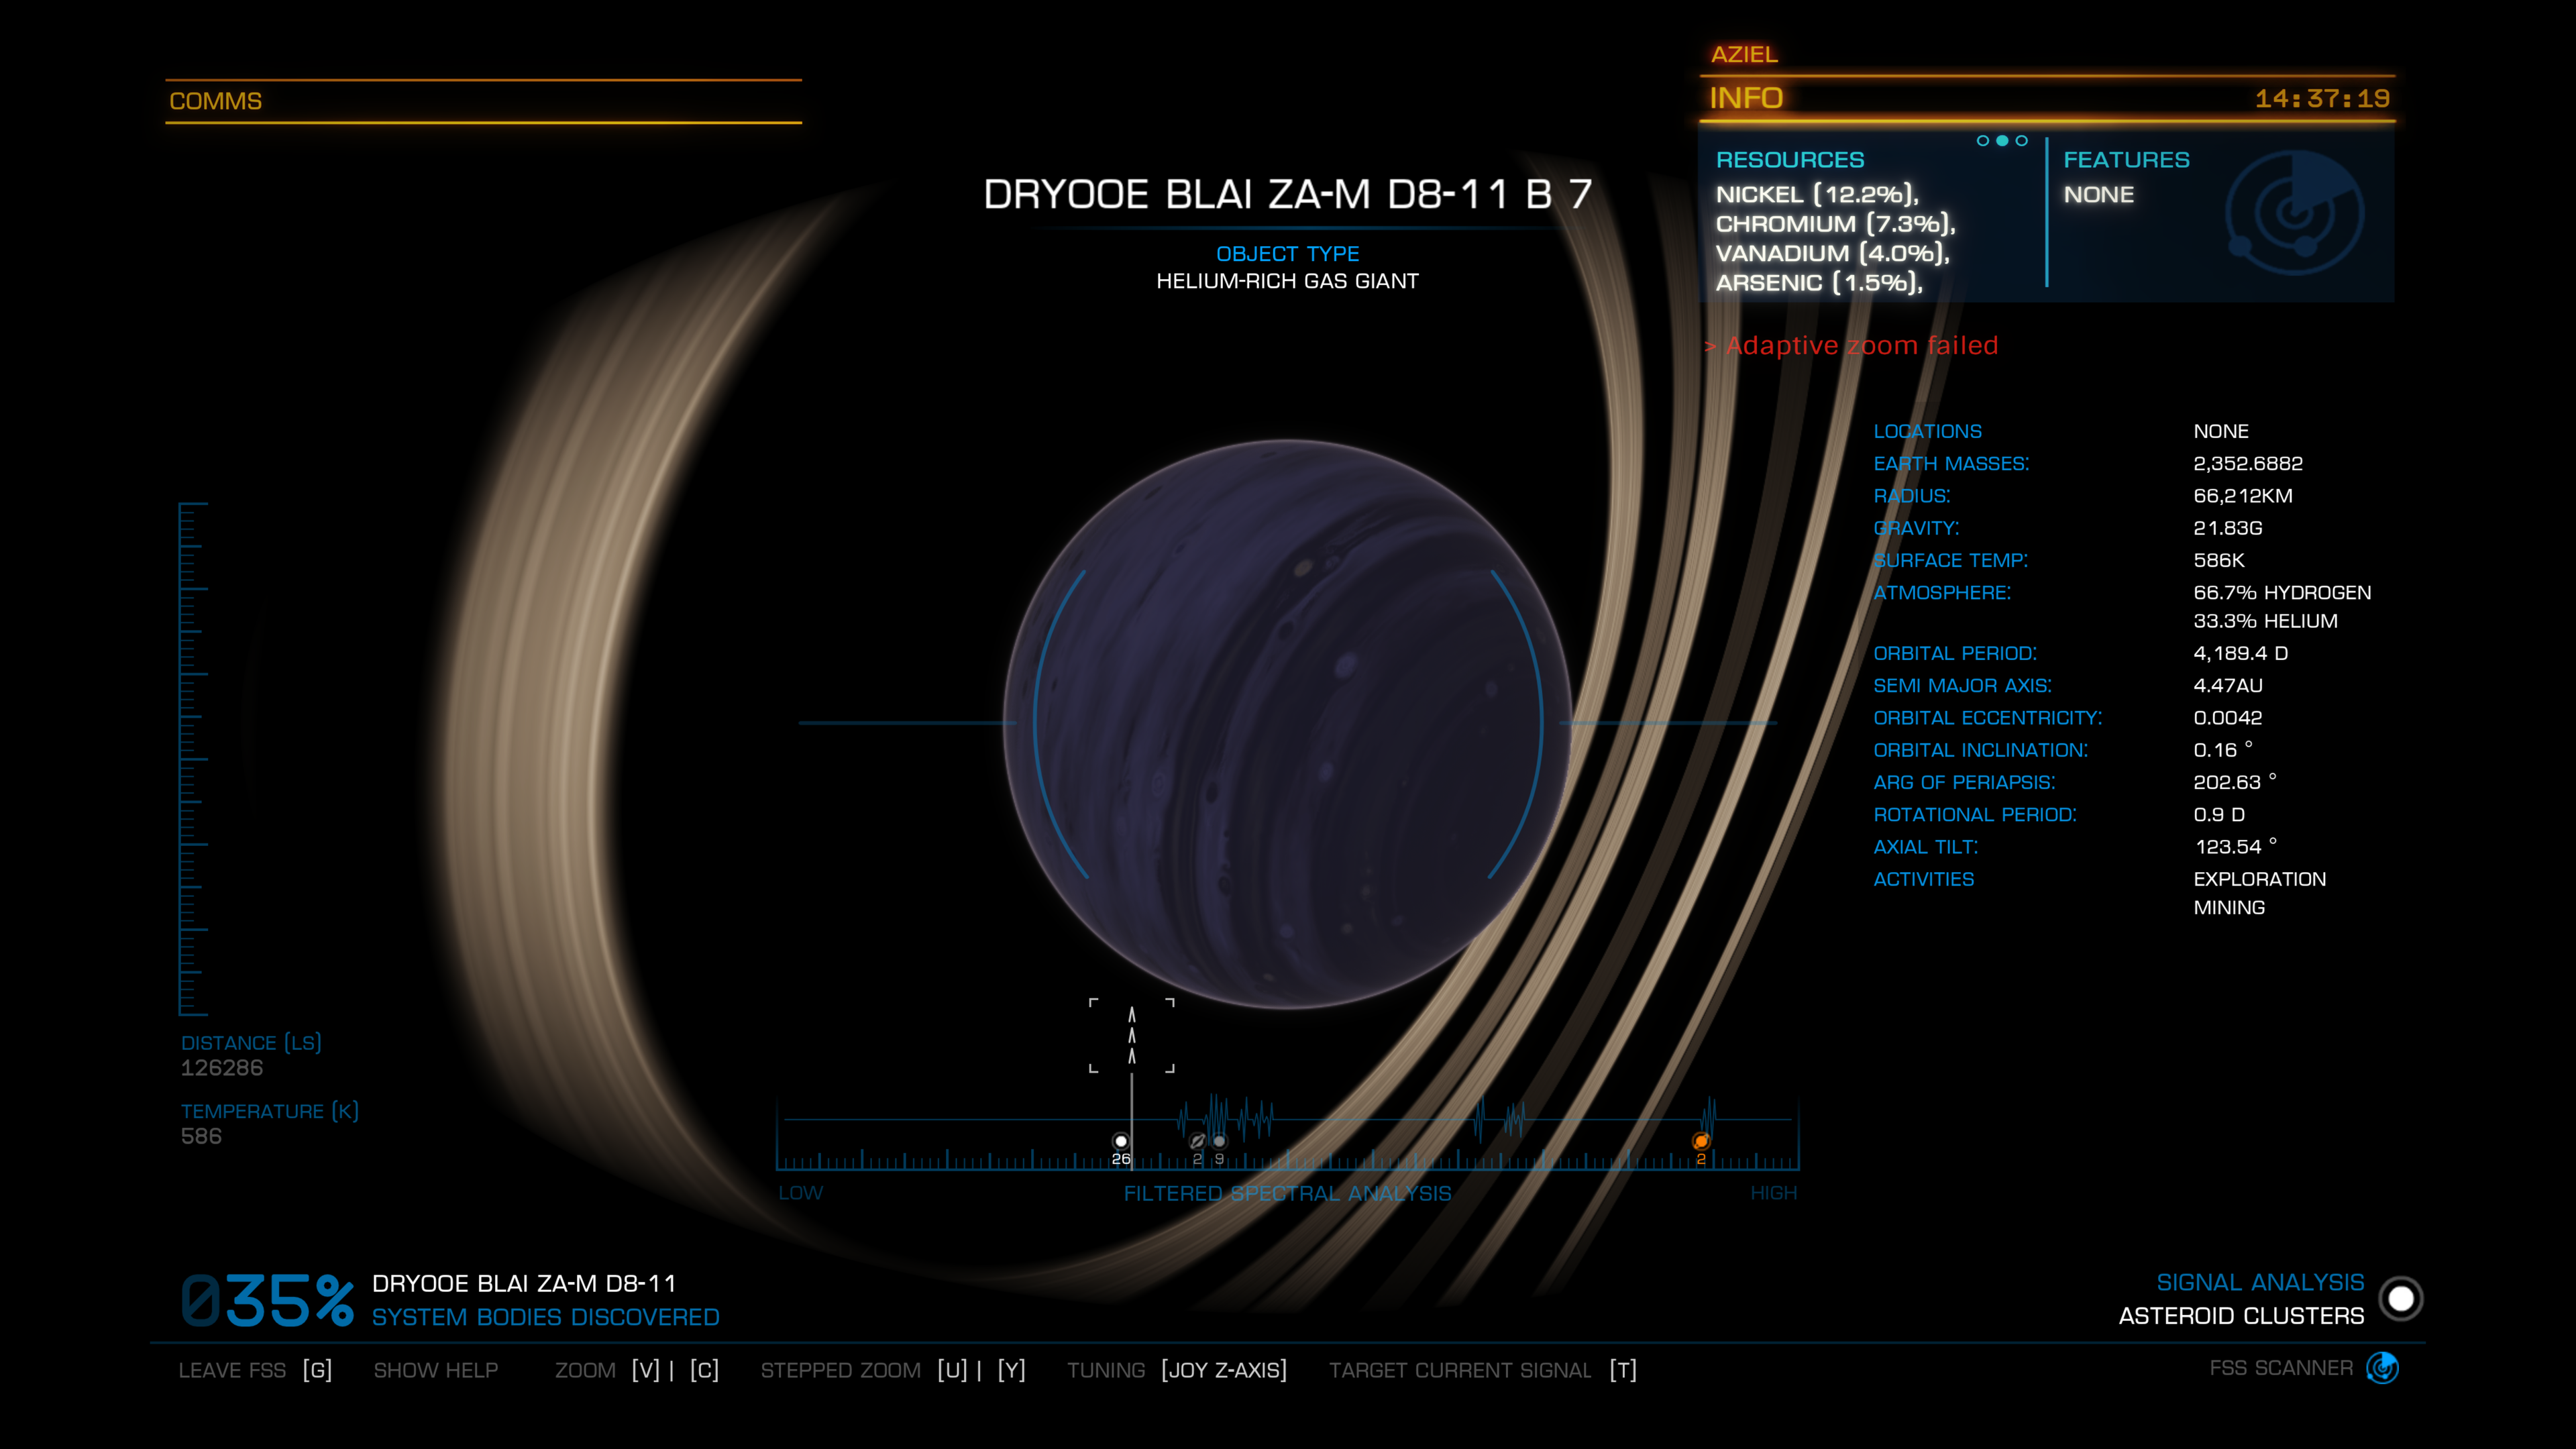 AZIEL
COMMS
INFO 14:37:19
RESOURCES
NICKEL (12.2%),
CHROMIUM (7.3%),
VANADIUM (4.0%),
ARSENIC (1.5%),
FEATURES
NONE
DRYOOE BLAI ZA-M D8-11 B 7
OBJECT TYPE
HELIUM-RICH GAS GIANT
> Adaptive zoom failed
LOCATIONS NONE
EARTH MASSES: 2,352.6882
RADIUS: 66,212KM
GRAVITY: 21.83G
SURFACE TEMP: 586K
ATMOSPHERE: 66.7% HYDROGEN
33.3% HELIUM
ORBITAL PERIOD: 4,189.4 D
SEMI MAJOR AXIS: 4.47AU
ORBITAL ECCENTRICITY: 0.0042
ORBITAL INCLINATION: 0.16 °
ARG OF PERIAPSIS: 202.63 °
ROTATIONAL PERIOD: 0.9 D
AXIAL TILT: 123.54 °
ACTIVITIES EXPLORATION
MINING
DISTANCE (LS)
126286
TEMPERATURE (K)
586
26 2 9 2
LOW FILTERED SPECTRAL ANALYSIS HIGH
035% DRYOOE BLAI ZA-M D8-11
SYSTEM BODIES DISCOVERED
SIGNAL ANALYSIS
ASTEROID CLUSTERS
LEAVE FSS [G] SHOW HELP ZOOM [V] | [C] STEPPED ZOOM [U] | [Y] TUNING [JOY Z-AXIS] TARGET CURRENT SIGNAL [T] FSS SCANNER